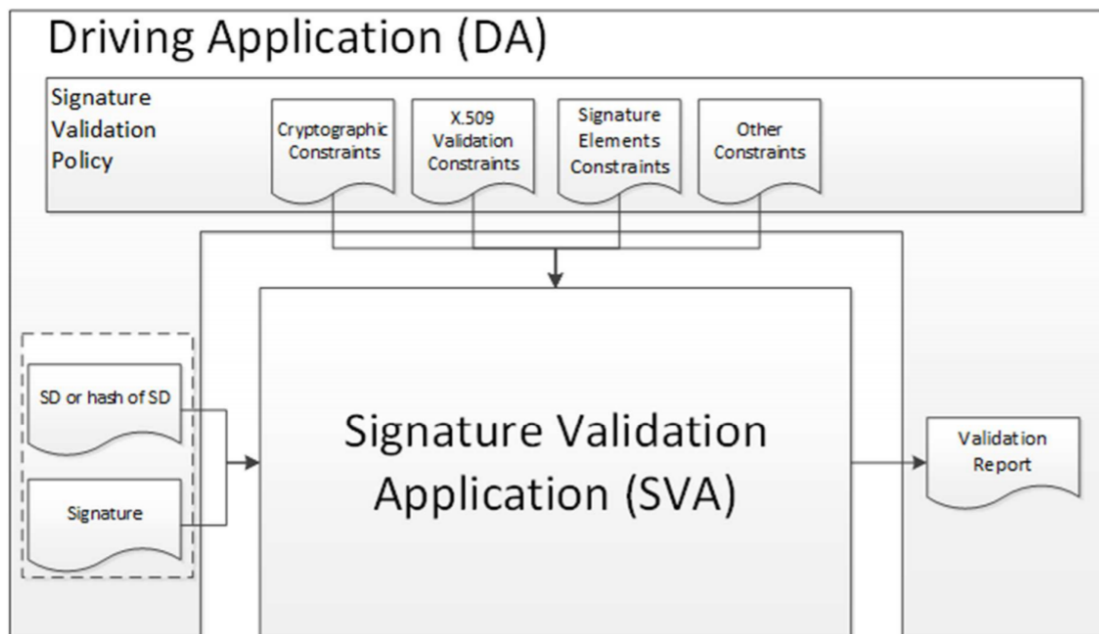 Driving Application (DA)
Signature
Validation
Policy
Cryptographic
Constraints
X.509
Validation
Constraints
Signature
Elements
Constraints
Other
Constraints
SD or hash of SD
Signature
Signature Validation
Application (SVA)
Validation
Report